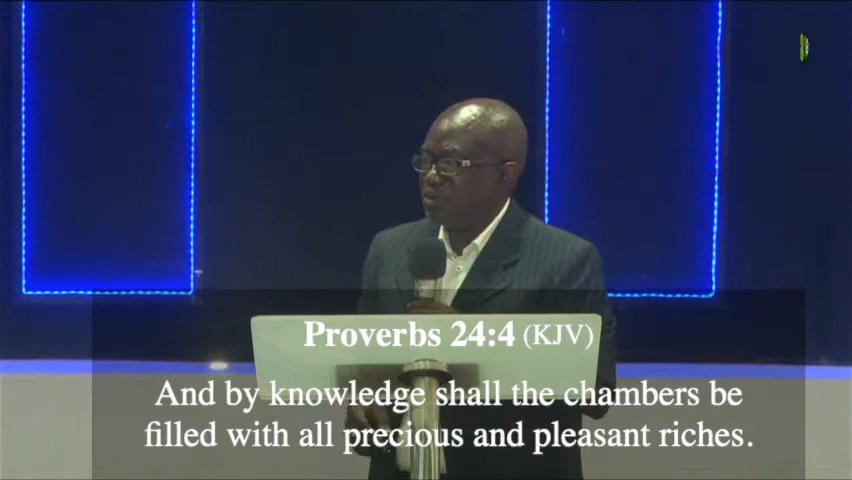 Proverbs 24:4 (KJV)
And by knowledge shall the chambers be
filled with all precious and pleasant riches.